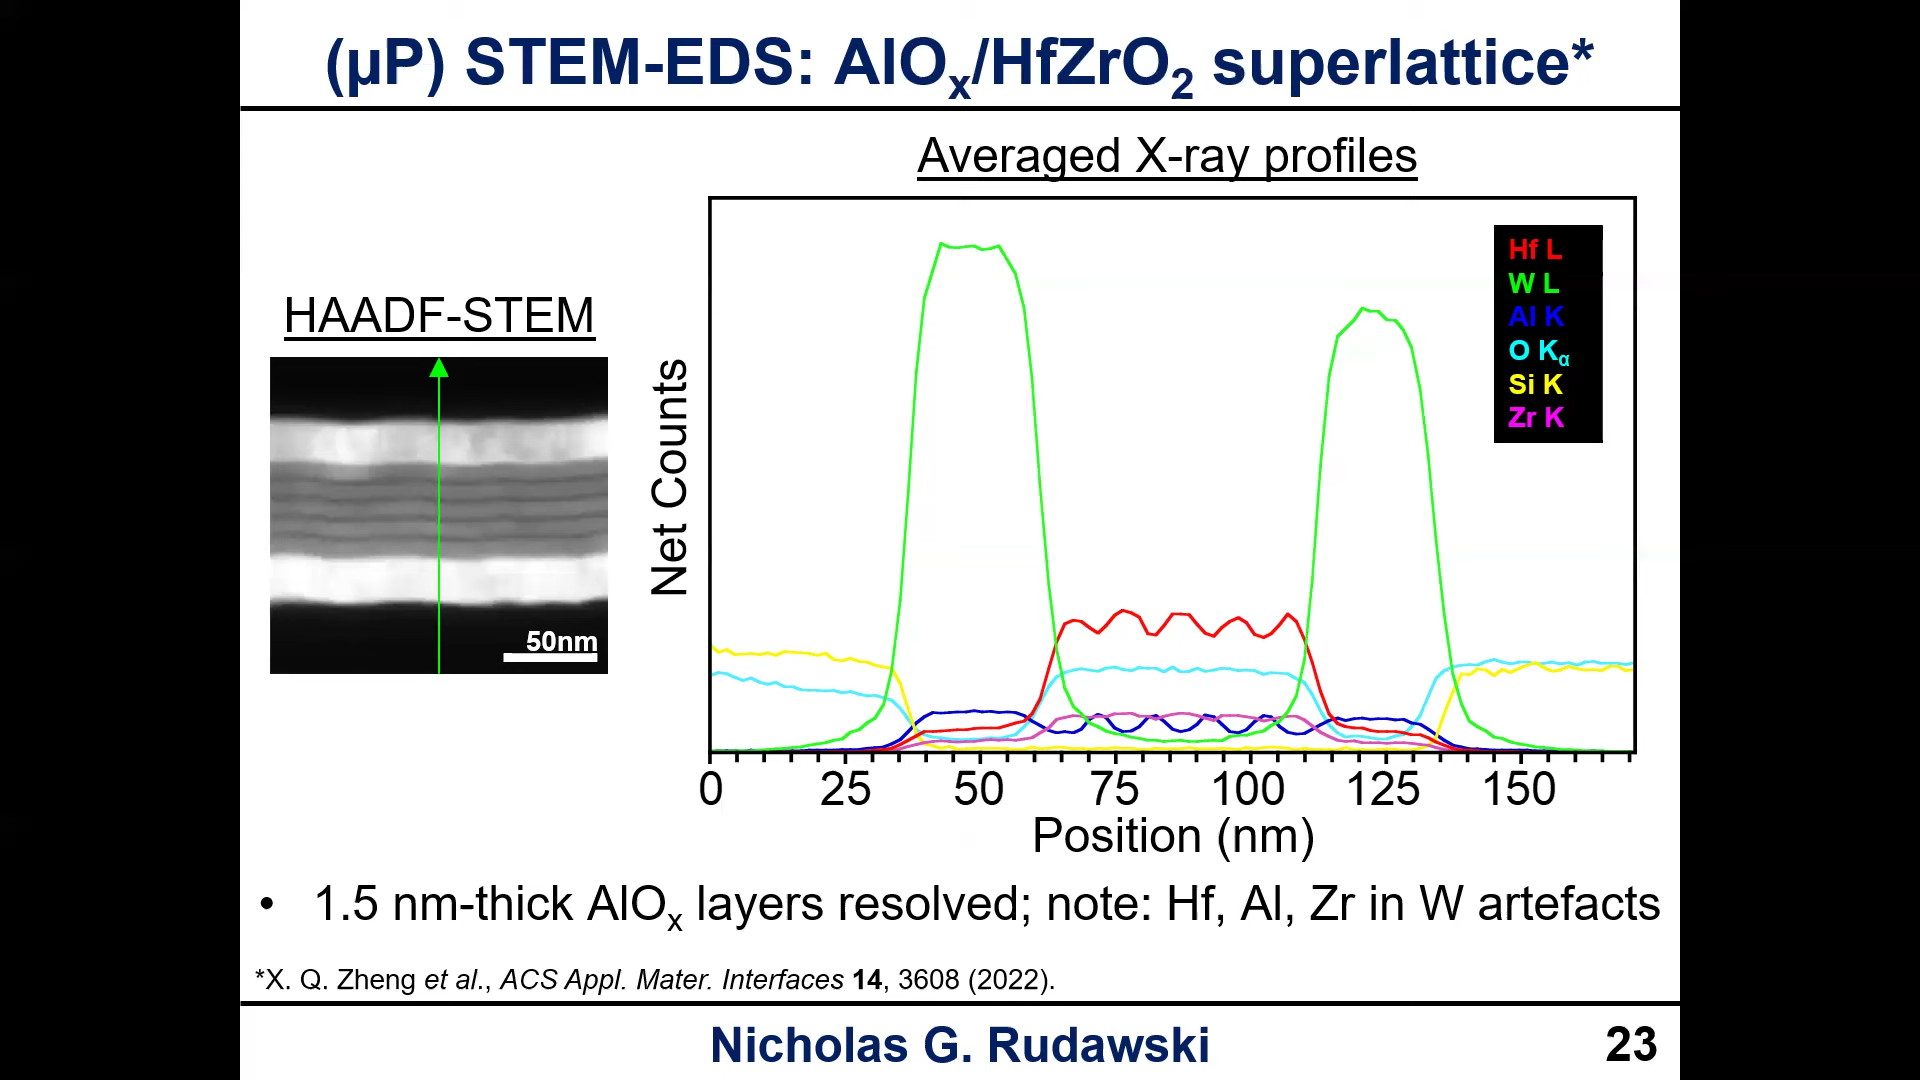 (µP) STEM-EDS: AlOx/HfZrO2 superlattice*
Averaged X-ray profiles
HAADF-STEM
50nm
Net Counts
Hf L
W L
Al K
O Kα
Si K
Zr K
0 25 50 75 100 125 150
Position (nm)
• 1.5 nm-thick AlOx layers resolved; note: Hf, Al, Zr in W artefacts
*X. Q. Zheng et al., ACS Appl. Mater. Interfaces 14, 3608 (2022).
Nicholas G. Rudawski
23